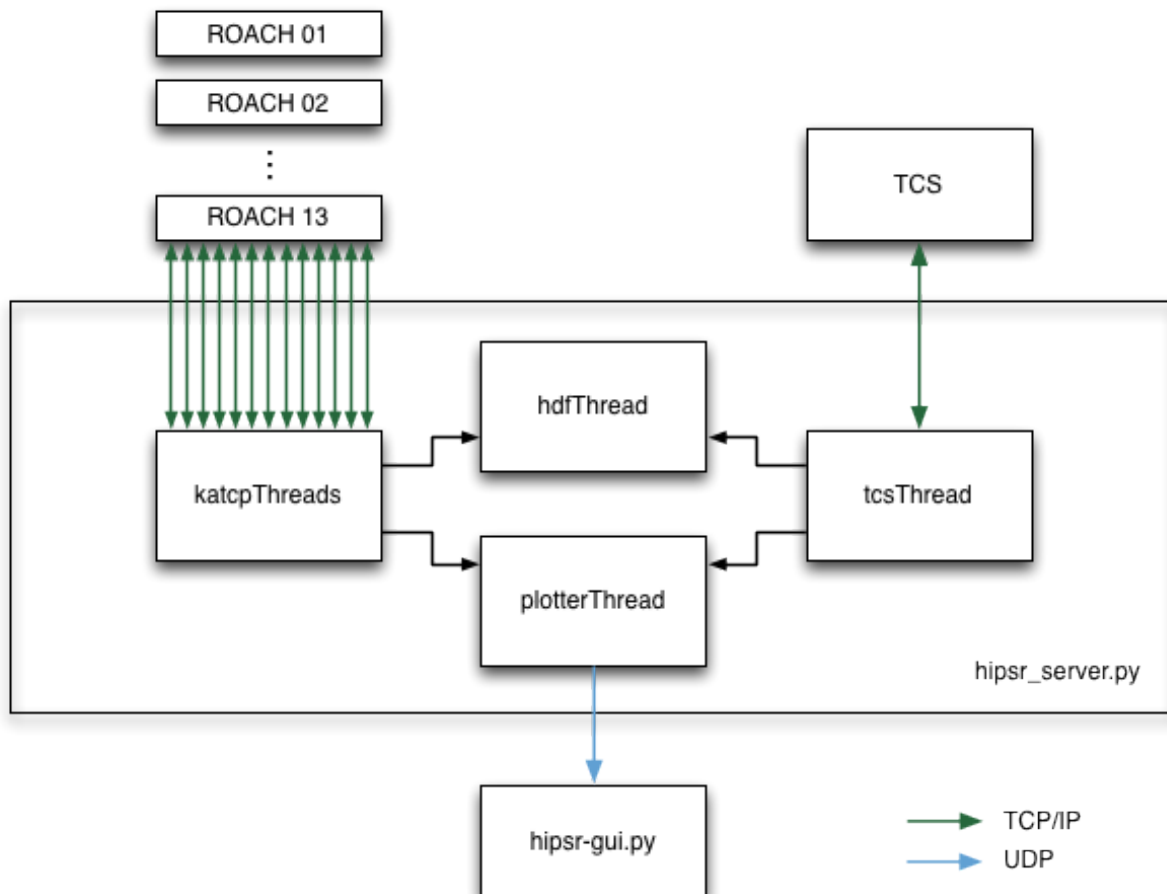 ROACH 01
ROACH 02
⋮
ROACH 13
TCS
hdfThread
katcpThreads
tcsThread
plotterThread
hipsr_server.py
hipsr-gui.py
TCP/IP
UDP